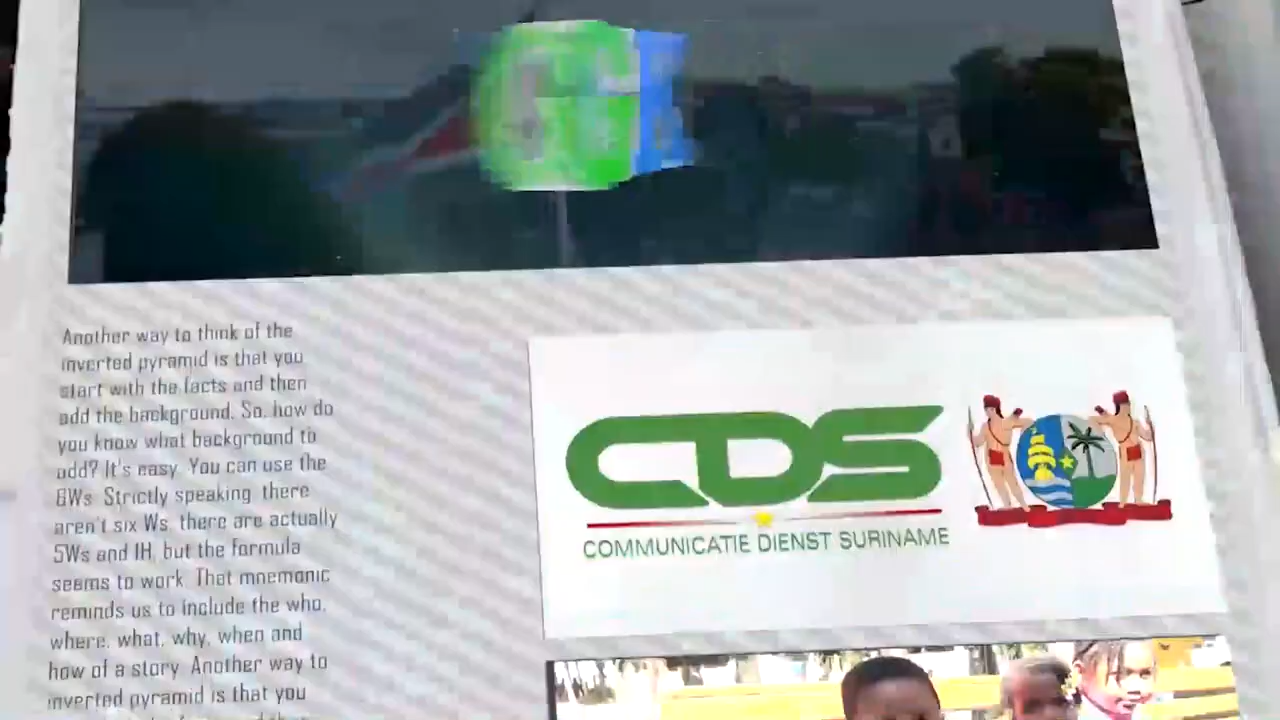 Another way to think of the
inverted pyramid is that you
start with the facts and then
add the background. So, how do
you know what background to
add? It's easy. You can use the
6Ws. Strictly speaking, there
aren't six Ws, there are actually
5Ws and 1H, but the formula
seems to work. That mnemonic
reminds us to include the who,
where, what, why, when and
how of a story. Another way to
inverted pyramid is that you
CDS
COMMUNICATIE DIENST SURINAME